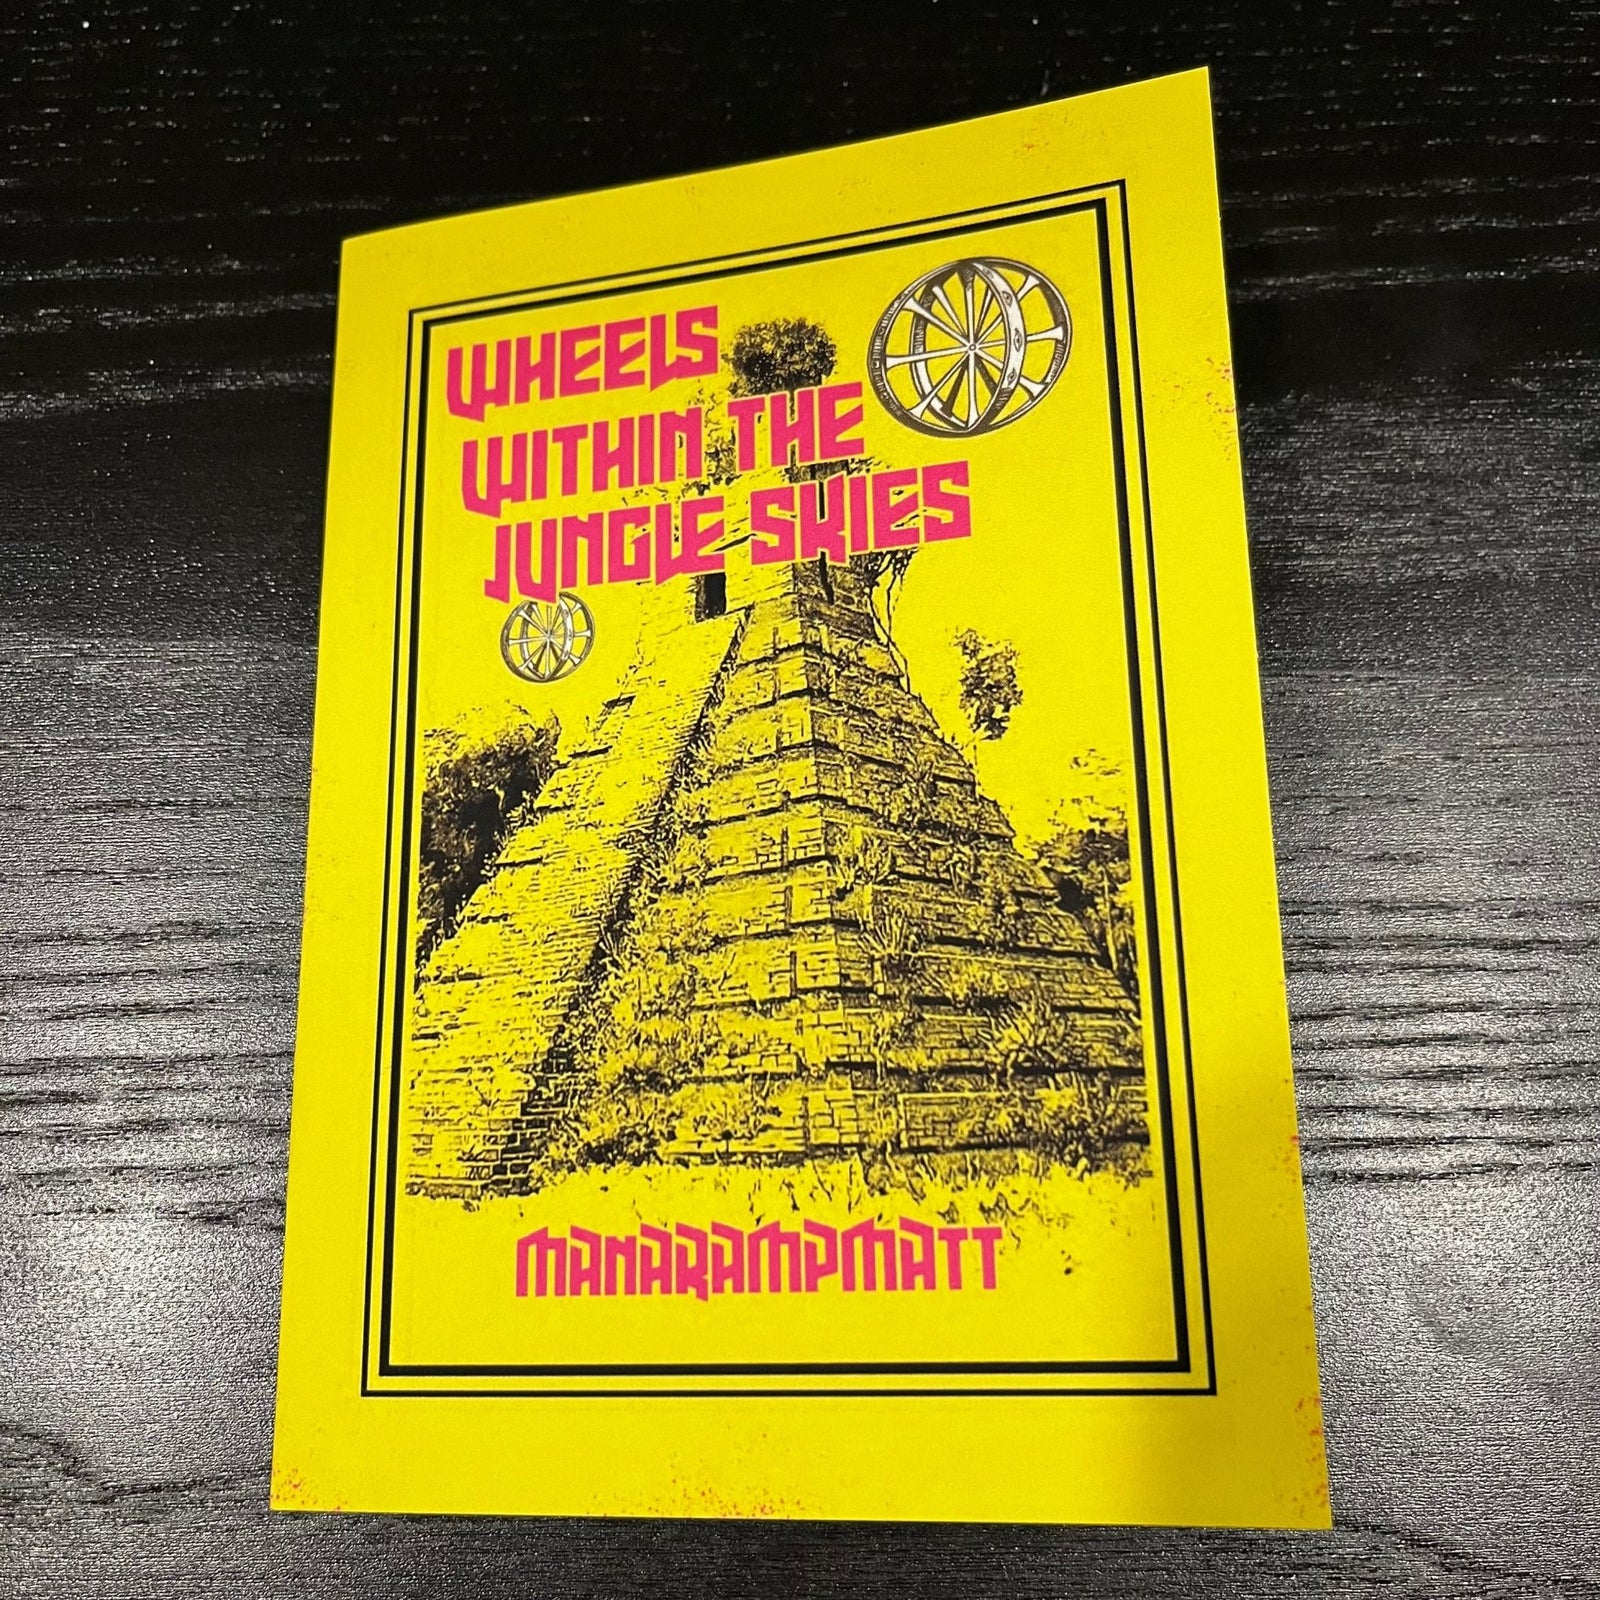 WHEELS
WITHIN THE
JUNGLE SKIES
MANARAMPMATT